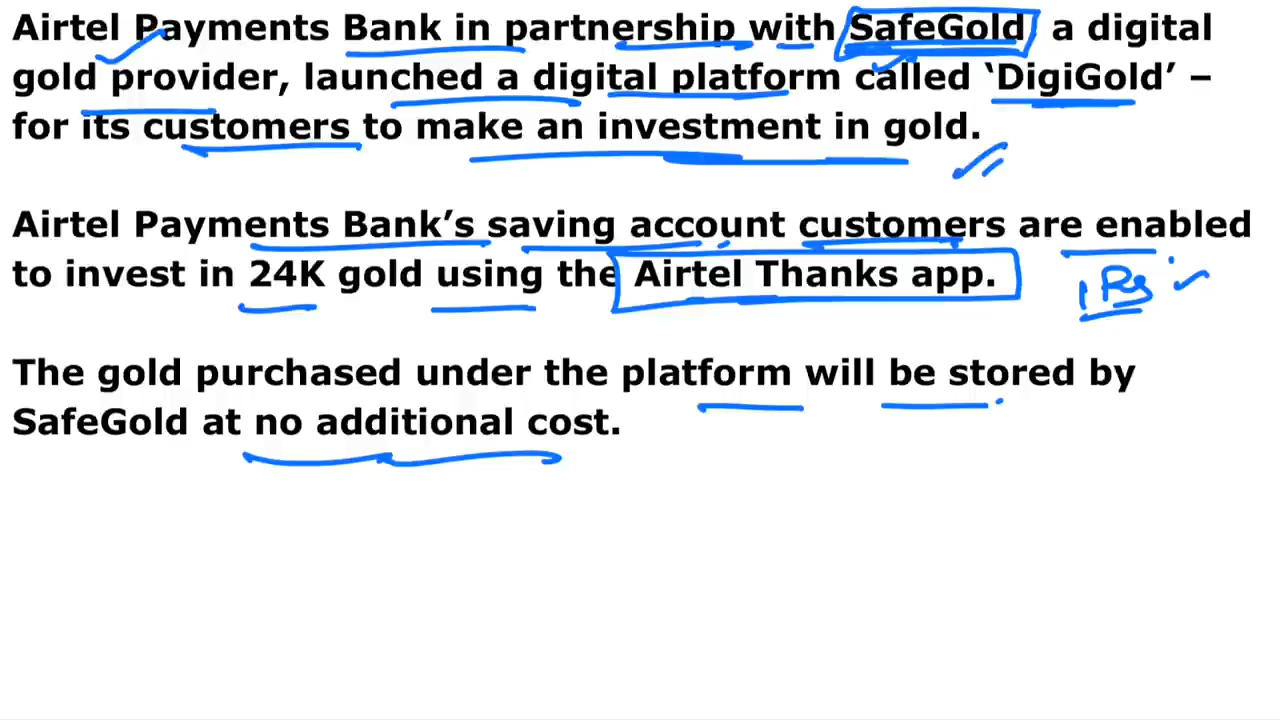 Airtel Payments Bank in partnership with SafeGold a digital
gold provider, launched a digital platform called ‘DigiGold’ –
for its customers to make an investment in gold.
Airtel Payments Bank’s saving account customers are enabled
to invest in 24K gold using the Airtel Thanks app.
1 Rs
The gold purchased under the platform will be stored by
SafeGold at no additional cost.